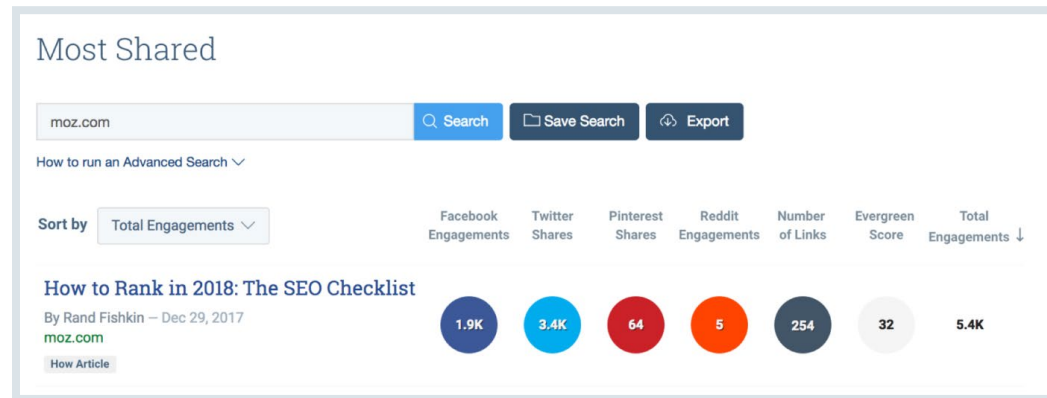 Most Shared
moz.com
Search
Save Search
Export
How to run an Advanced Search
Sort by
Total Engagements
Facebook Engagements
Twitter Shares
Pinterest Shares
Reddit Engagements
Number of Links
Evergreen Score
Total Engagements ↓
How to Rank in 2018: The SEO Checklist
By Rand Fishkin — Dec 29, 2017
moz.com
How Article
1.9K
3.4K
64
5
254
32
5.4K